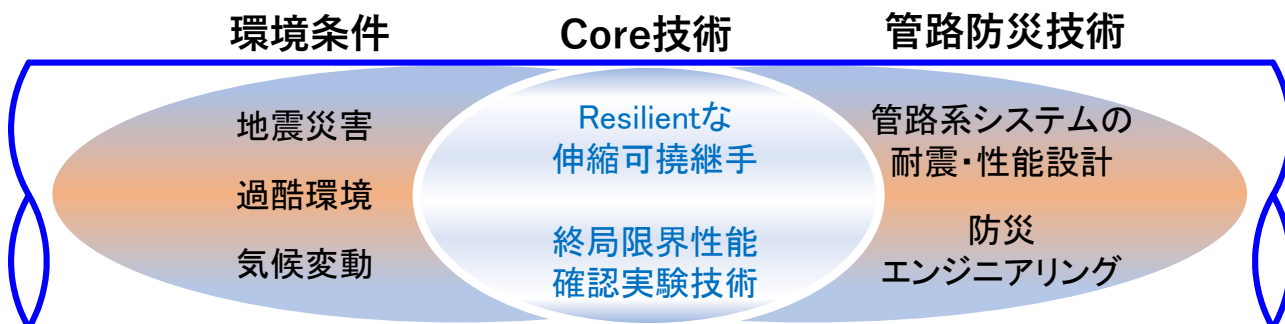 環境条件
Core技術
管路防災技術
地震災害
過酷環境
気候変動
Resilientな
伸縮可撓継手
終局限界性能
確認実験技術
管路系システムの
耐震・性能設計
防災
エンジニアリング